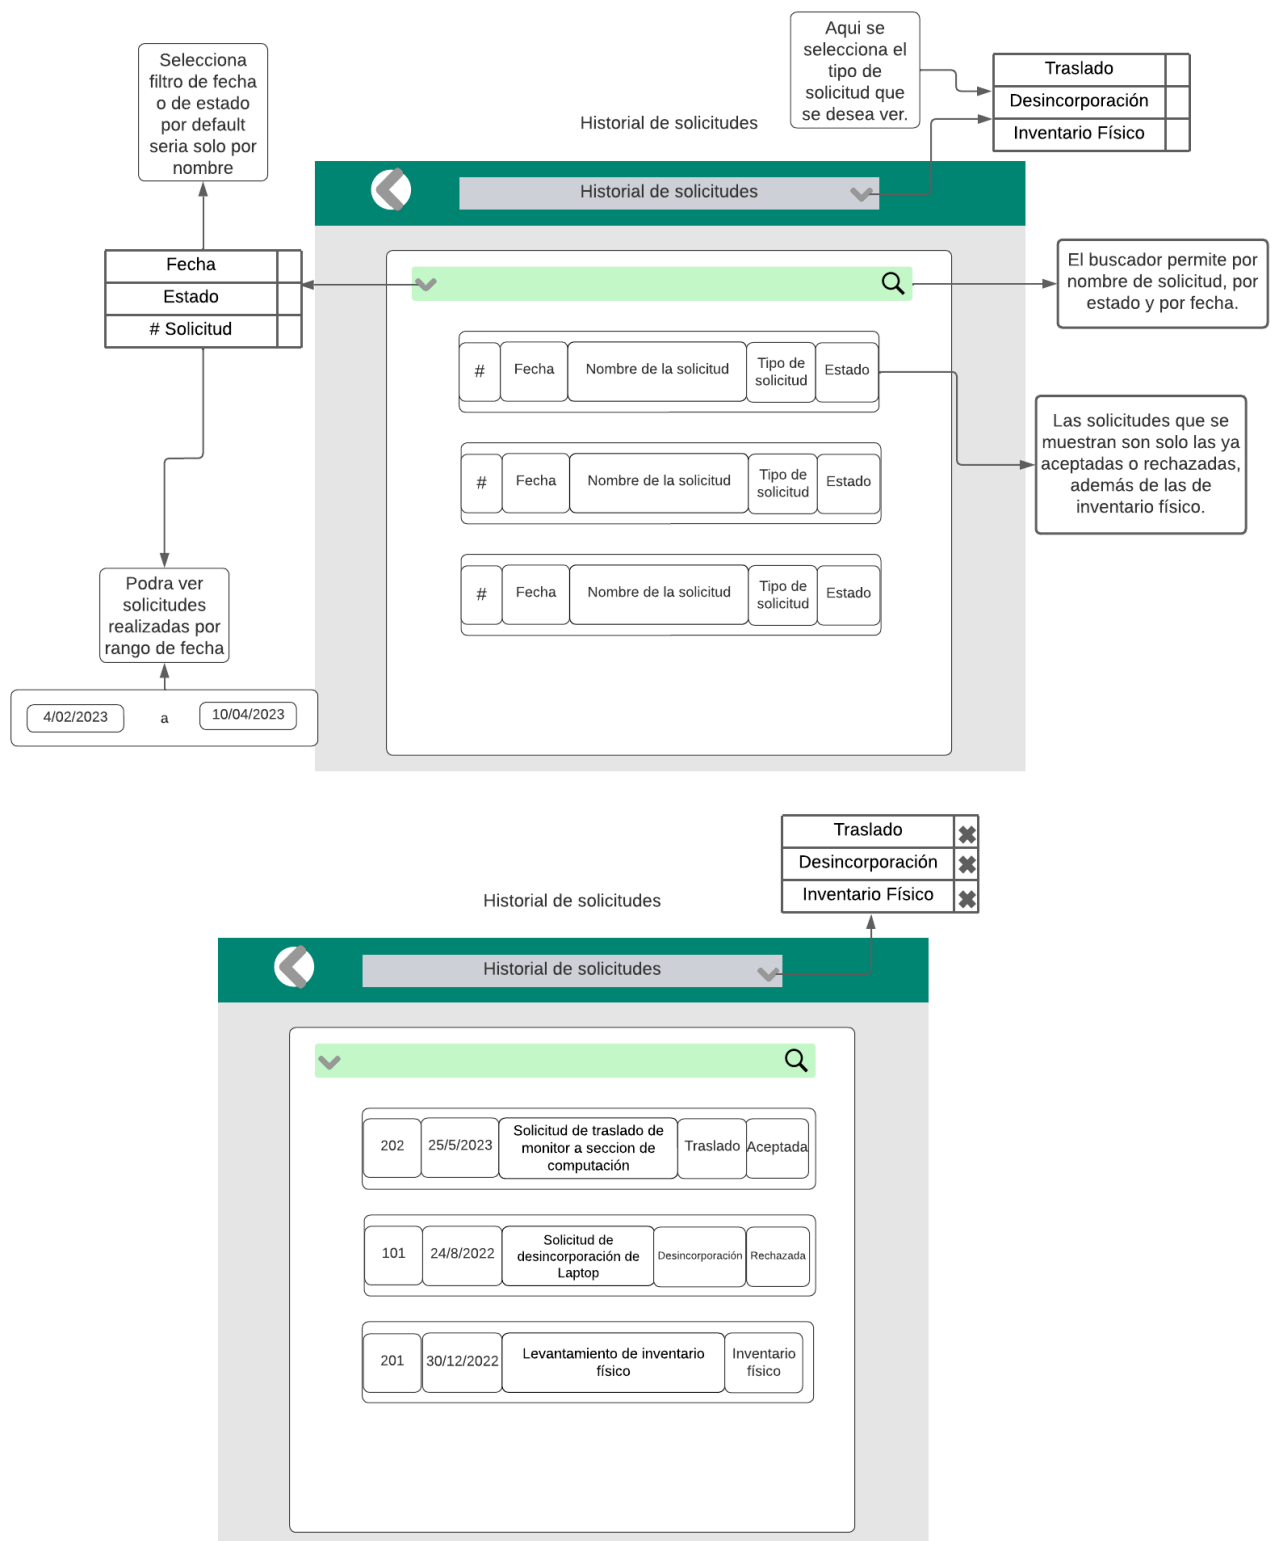 Aqui se
selecciona el
tipo de
solicitud que
se desea ver.
Selecciona
filtro de fecha
o de estado
por default
seria solo por
nombre
Traslado
Desincorporación
Inventario Físico
Historial de solicitudes
Historial de solicitudes
Fecha
Estado
# Solicitud
El buscador permite por
nombre de solicitud, por
estado y por fecha.
# Fecha Nombre de la solicitud Tipo de solicitud Estado
Las solicitudes que se
muestran son solo las ya
aceptadas o rechazadas,
además de las de
inventario físico.
# Fecha Nombre de la solicitud Tipo de solicitud Estado
# Fecha Nombre de la solicitud Tipo de solicitud Estado
Podra ver
solicitudes
realizadas por
rango de fecha
4/02/2023 a 10/04/2023
Traslado
Desincorporación
Inventario Físico
Historial de solicitudes
Historial de solicitudes
202 25/5/2023 Solicitud de traslado de monitor a seccion de computación Traslado Aceptada
101 24/8/2022 Solicitud de desincorporación de Laptop Desincorporación Rechazada
201 30/12/2022 Levantamiento de inventario físico Inventario físico